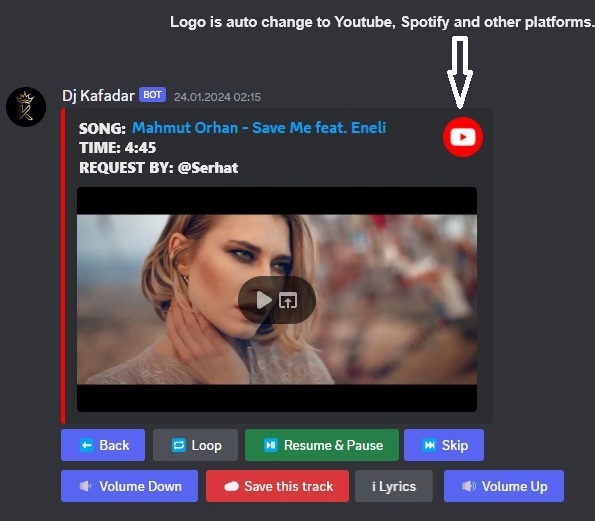 Logo is auto change to Youtube, Spotify and other platforms.
Dj Kafadar BOT 24.01.2024 02:15
SONG: Mahmut Orhan - Save Me feat. Eneli
TIME: 4:45
REQUEST BY: @Serhat
Back Loop Resume & Pause Skip
Volume Down Save this track i Lyrics Volume Up